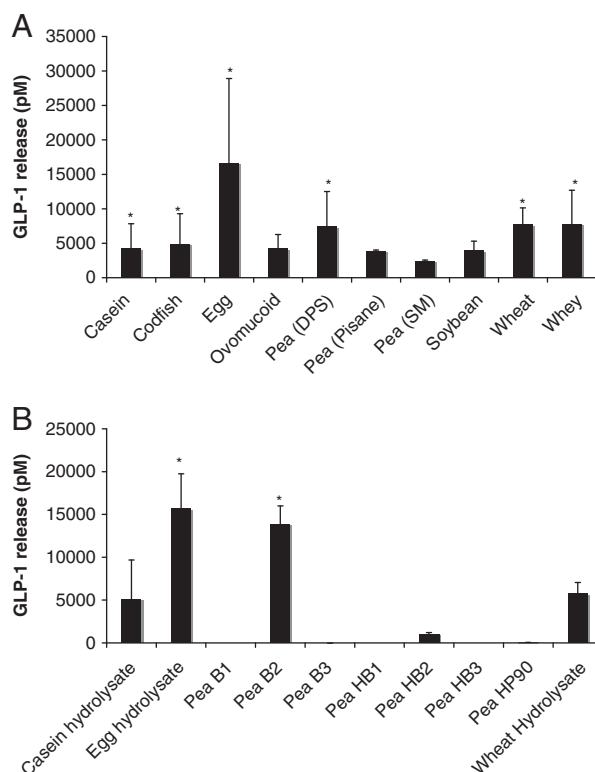 A
GLP-1 release (pM)
35000
30000
25000
20000
15000
10000
5000
0
* * * * * *
Casein
Codfish
Egg
Ovomucoid
Pea (DPS)
Pea (Pisane)
Pea (SM)
Soybean
Wheat
Whey
B
GLP-1 release (pM)
25000
20000
15000
10000
5000
0
* *
Casein hydrolysate
Egg hydrolysate
Pea B1
Pea B2
Pea B3
Pea HB1
Pea HB2
Pea HB3
Pea HP90
Wheat Hydrolysate